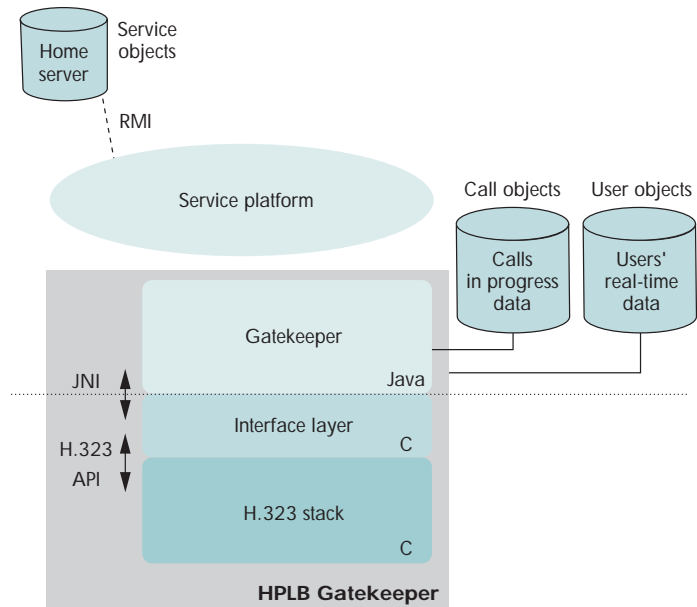 Service
objects
Home
server
RMI
Service platform
Call objects
User objects
Calls
in progress
data
Users'
real-time
data
Gatekeeper
Java
JNI
Interface layer
C
H.323
API
H.323 stack
C
HPLB Gatekeeper